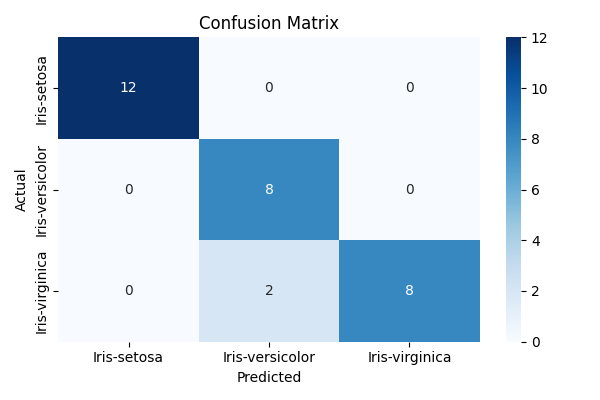 Confusion Matrix
Actual
Iris-setosa
12 0 0
Iris-versicolor
0 8 0
Iris-virginica
0 2 8
Iris-setosa Iris-versicolor Iris-virginica
Predicted
12
10
8
6
4
2
0